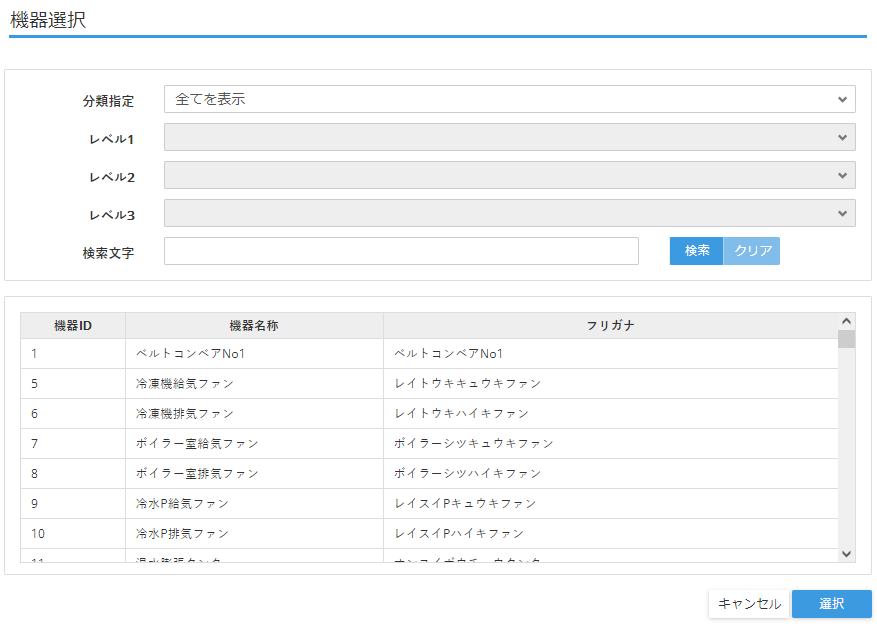 機器選択
分類指定 全てを表示
レベル1
レベル2
レベル3
検索文字 検索 クリア
機器ID 機器名称 フリガナ
1 ベルトコンベアNo1 ベルトコンベアNo1
5 冷凍機給気ファン レイトウキキュウキファン
6 冷凍機排気ファン レイトウキハイキファン
7 ボイラー室給気ファン ボイラーシツキュウキファン
8 ボイラー室排気ファン ボイラーシツハイキファン
9 冷水P給気ファン レイスイPキュウキファン
10 冷水P排気ファン レイスイPハイキファン
11
キャンセル 選択